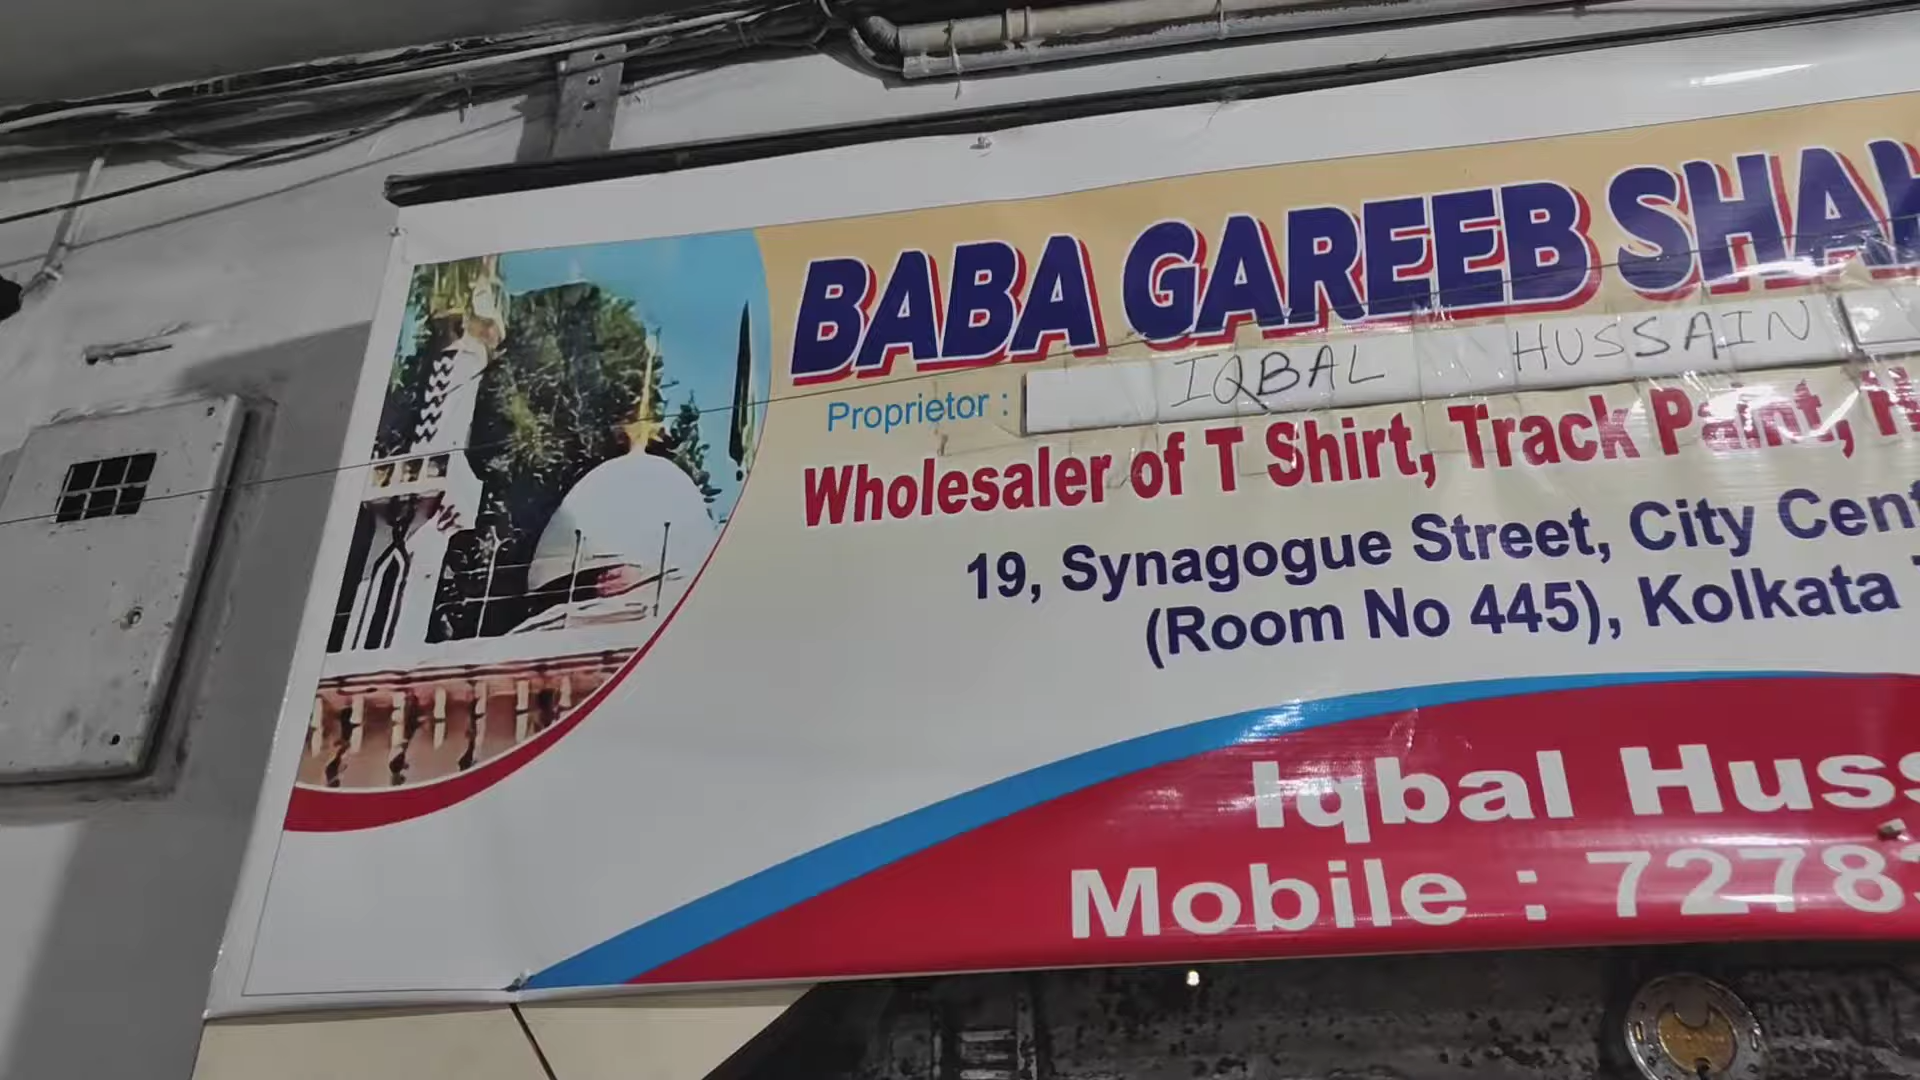 BABA GAREEB SHAH
Proprietor : IQBAL HUSSAIN
Wholesaler of T Shirt, Track Paint,
19, Synagogue Street, City Cent
(Room No 445), Kolkata
Iqbal Huss
Mobile : 7278